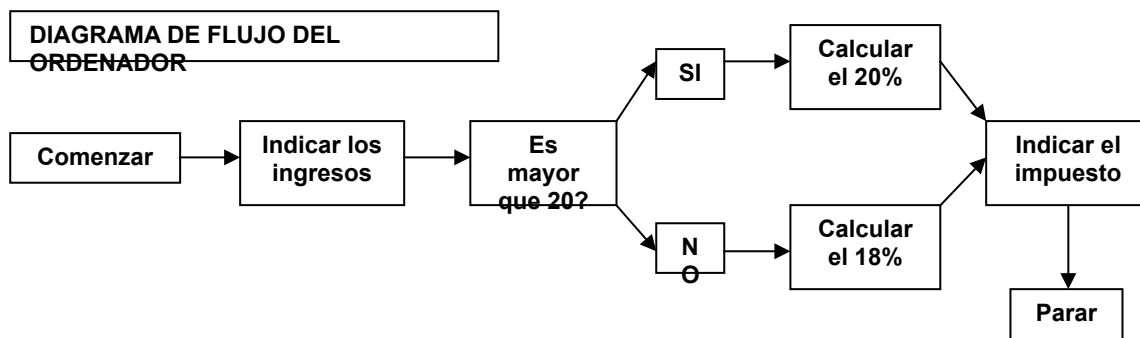 DIAGRAMA DE FLUJO DEL
ORDENADOR
Comenzar
Indicar los
ingresos
Es
mayor
que 20?
SI
Calcular
el 20%
N
O
Calcular
el 18%
Indicar el
impuesto
Parar